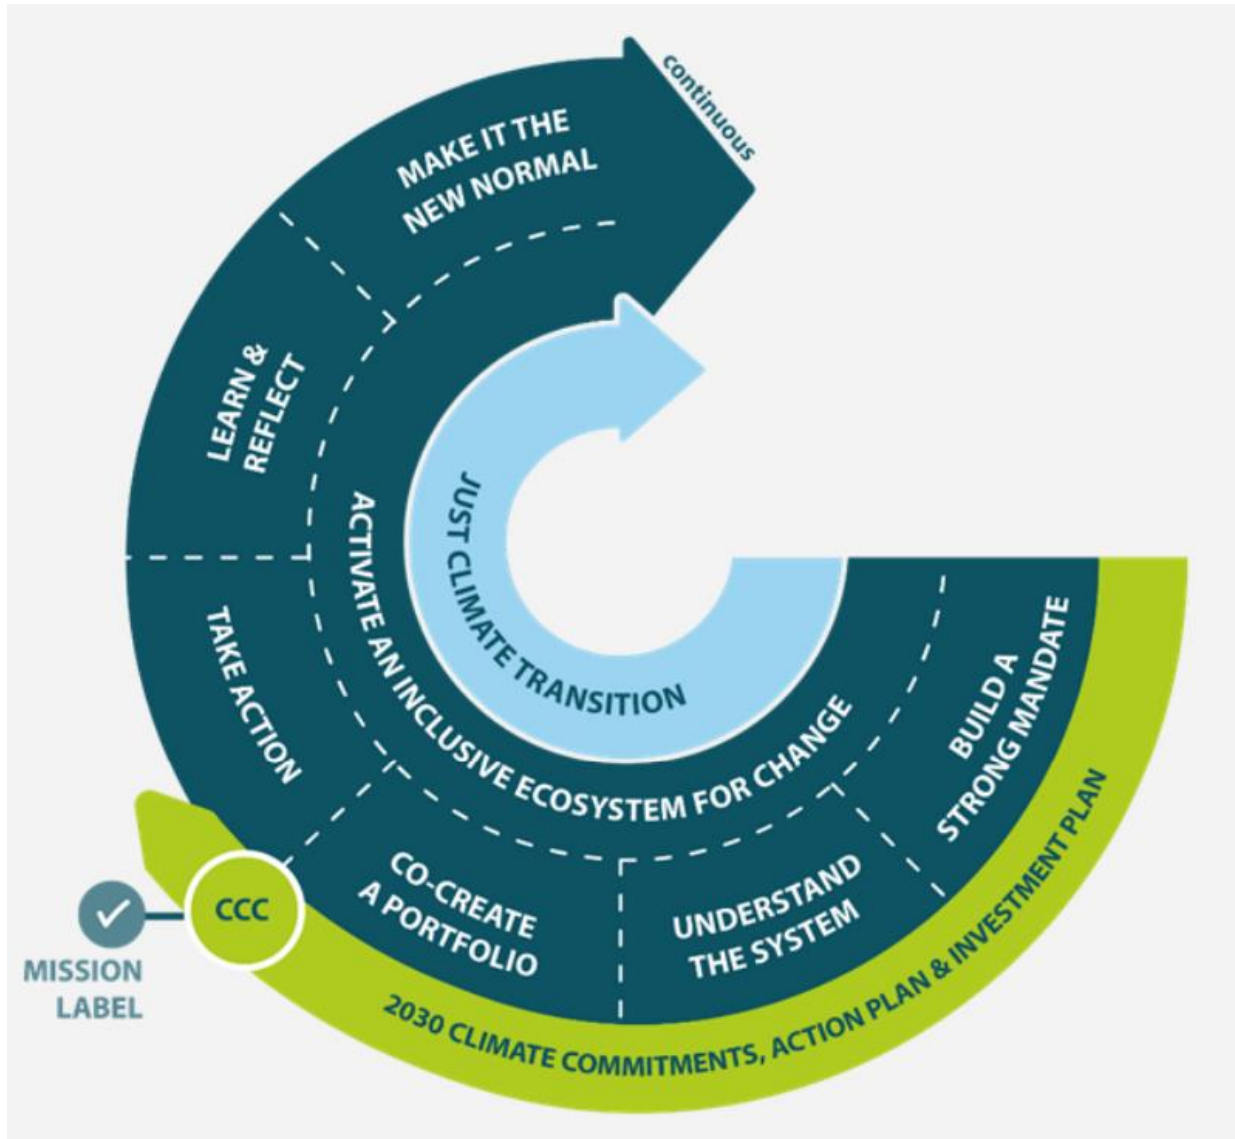 continuous
MAKE IT THE
NEW NORMAL
LEARN &
REFLECT
TAKE ACTION
CO-CREATE
A PORTFOLIO
UNDERSTAND
THE SYSTEM
BUILD A
STRONG MANDATE
ACTIVATE AN INCLUSIVE ECOSYSTEM FOR CHANGE
JUST CLIMATE TRANSITION
2030 CLIMATE COMMITMENTS, ACTION PLAN & INVESTMENT PLAN
CCC
MISSION
LABEL